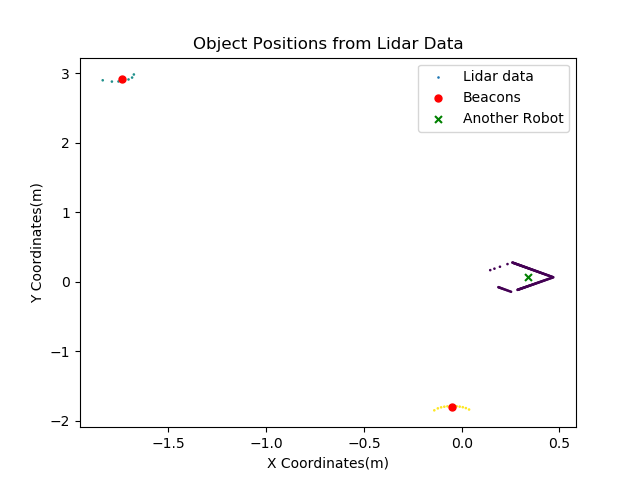 Object Positions from Lidar Data
Lidar data
Beacons
Another Robot
Y Coordinates(m)
3
2
1
0
−1
−2
−1.5
−1.0
−0.5
0.0
0.5
X Coordinates(m)